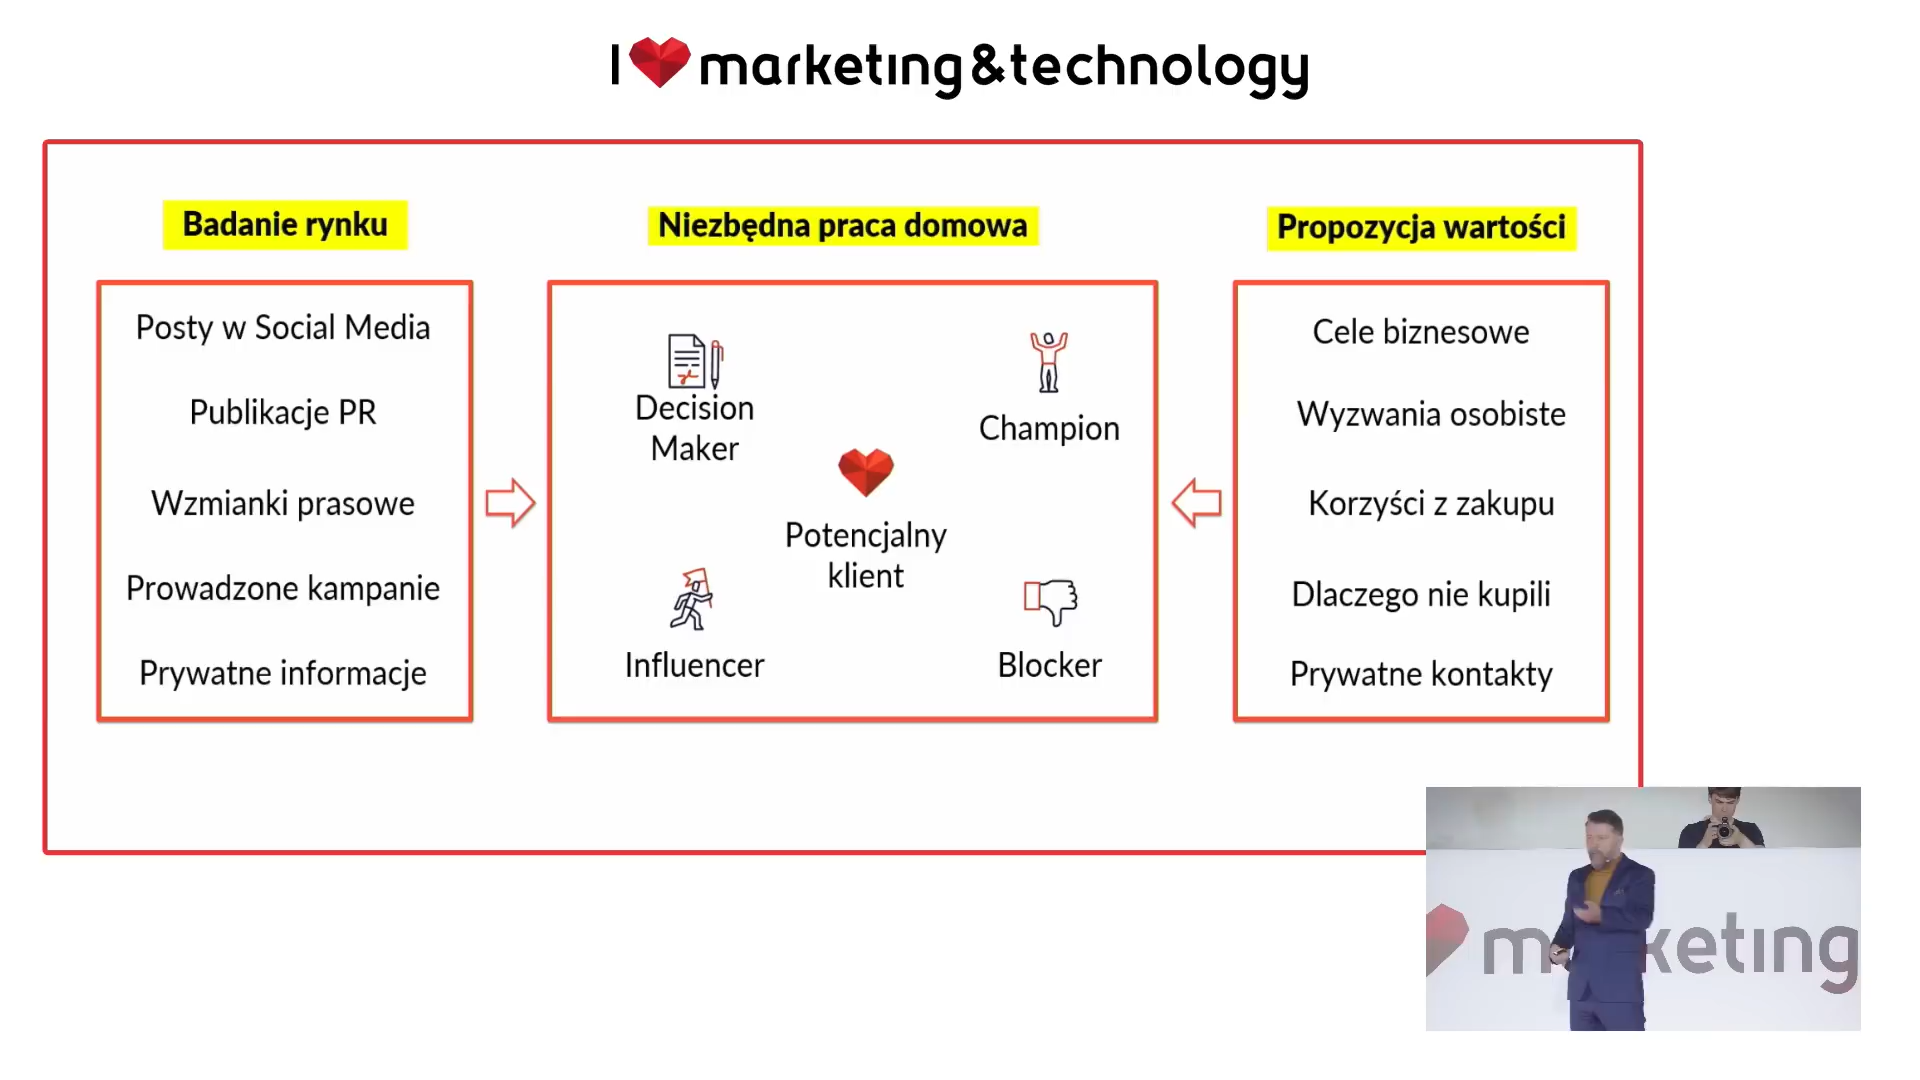 I marketing&technology
Badanie rynku
Posty w Social Media
Publikacje PR
Wzmianki prasowe
Prowadzone kampanie
Prywatne informacje
Niezbędna praca domowa
Decision
Maker
Champion
Potencjalny
klient
Influencer
Blocker
Propozycja wartości
Cele biznesowe
Wyzwania osobiste
Korzyści z zakupu
Dlaczego nie kupili
Prywatne kontakty
marketing